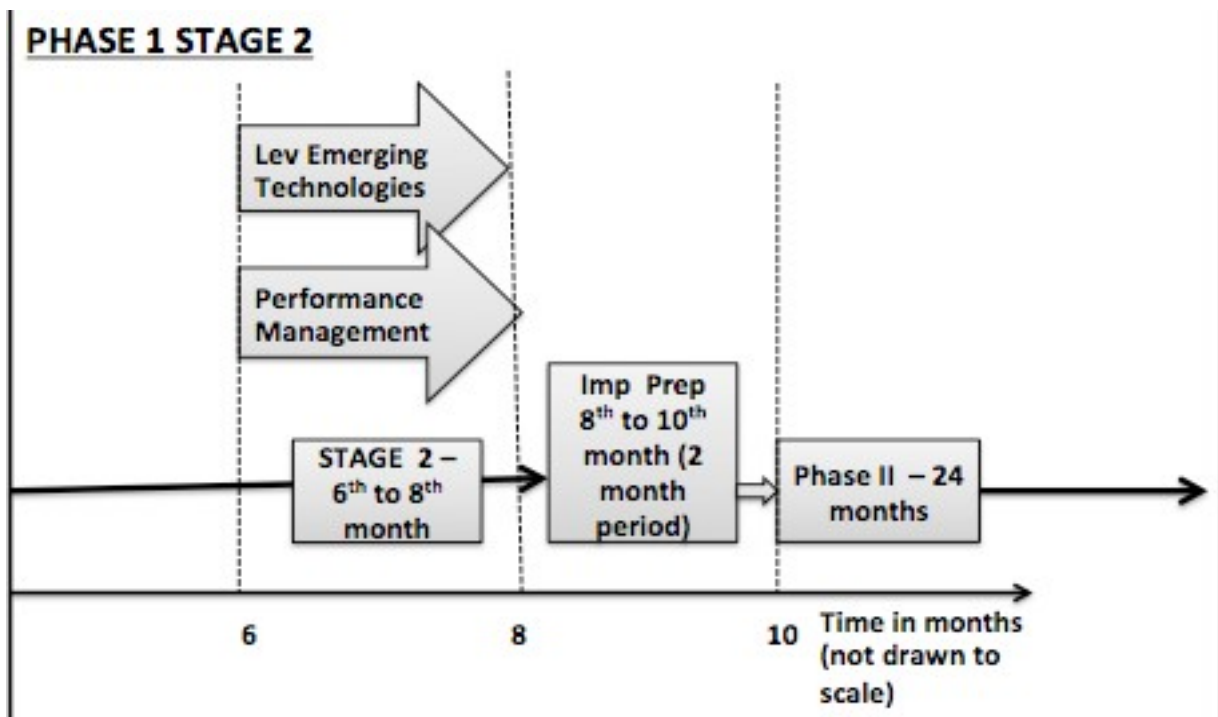 PHASE 1 STAGE 2
Lev Emerging
Technologies
Performance
Management
STAGE 2 –
6th to 8th
month
Imp Prep
8th to 10th
month (2
month
period)
Phase II – 24
months
6
8
10
Time in months
(not drawn to
scale)